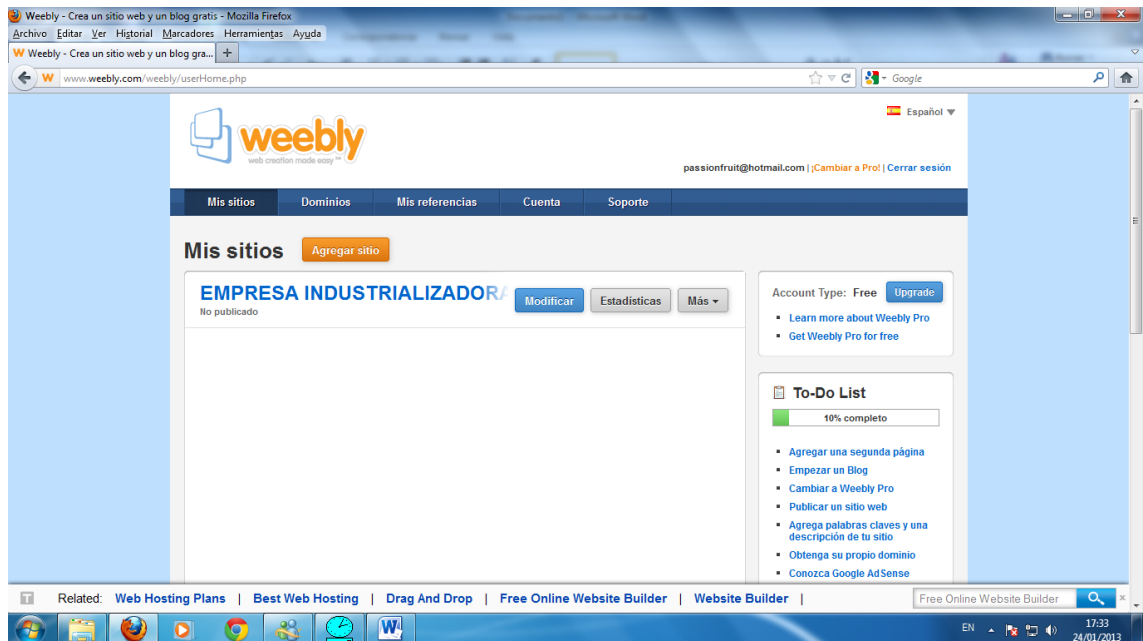 Weebly - Crea un sitio web y un blog gratis - Mozilla Firefox
Archivo Editar Ver Historial Marcadores Herramientas Ayuda
W Weebly - Crea un sitio web y un blog gra... +
W www.weebly.com/weebly/userHome.php Google
Español
weebly
web creation made easy ™
passionfruit@hotmail.com | ¡Cambiar a Pro! | Cerrar sesión
Mis sitios Dominios Mis referencias Cuenta Soporte
Mis sitios Agregar sitio
EMPRESA INDUSTRIALIZADORA Modificar Estadísticas Más
No publicado
Account Type: Free Upgrade
Learn more about Weebly Pro
Get Weebly Pro for free
To-Do List
10% completo
Agregar una segunda página
Empezar un Blog
Cambiar a Weebly Pro
Publicar un sitio web
Agrega palabras claves y una
descripción de tu sitio
Obtenga su propio dominio
Conozca Google AdSense
T Related: Web Hosting Plans | Best Web Hosting | Drag And Drop | Free Online Website Builder | Website Builder | Free Online Website Builder
W EN 17:33
24/01/2013